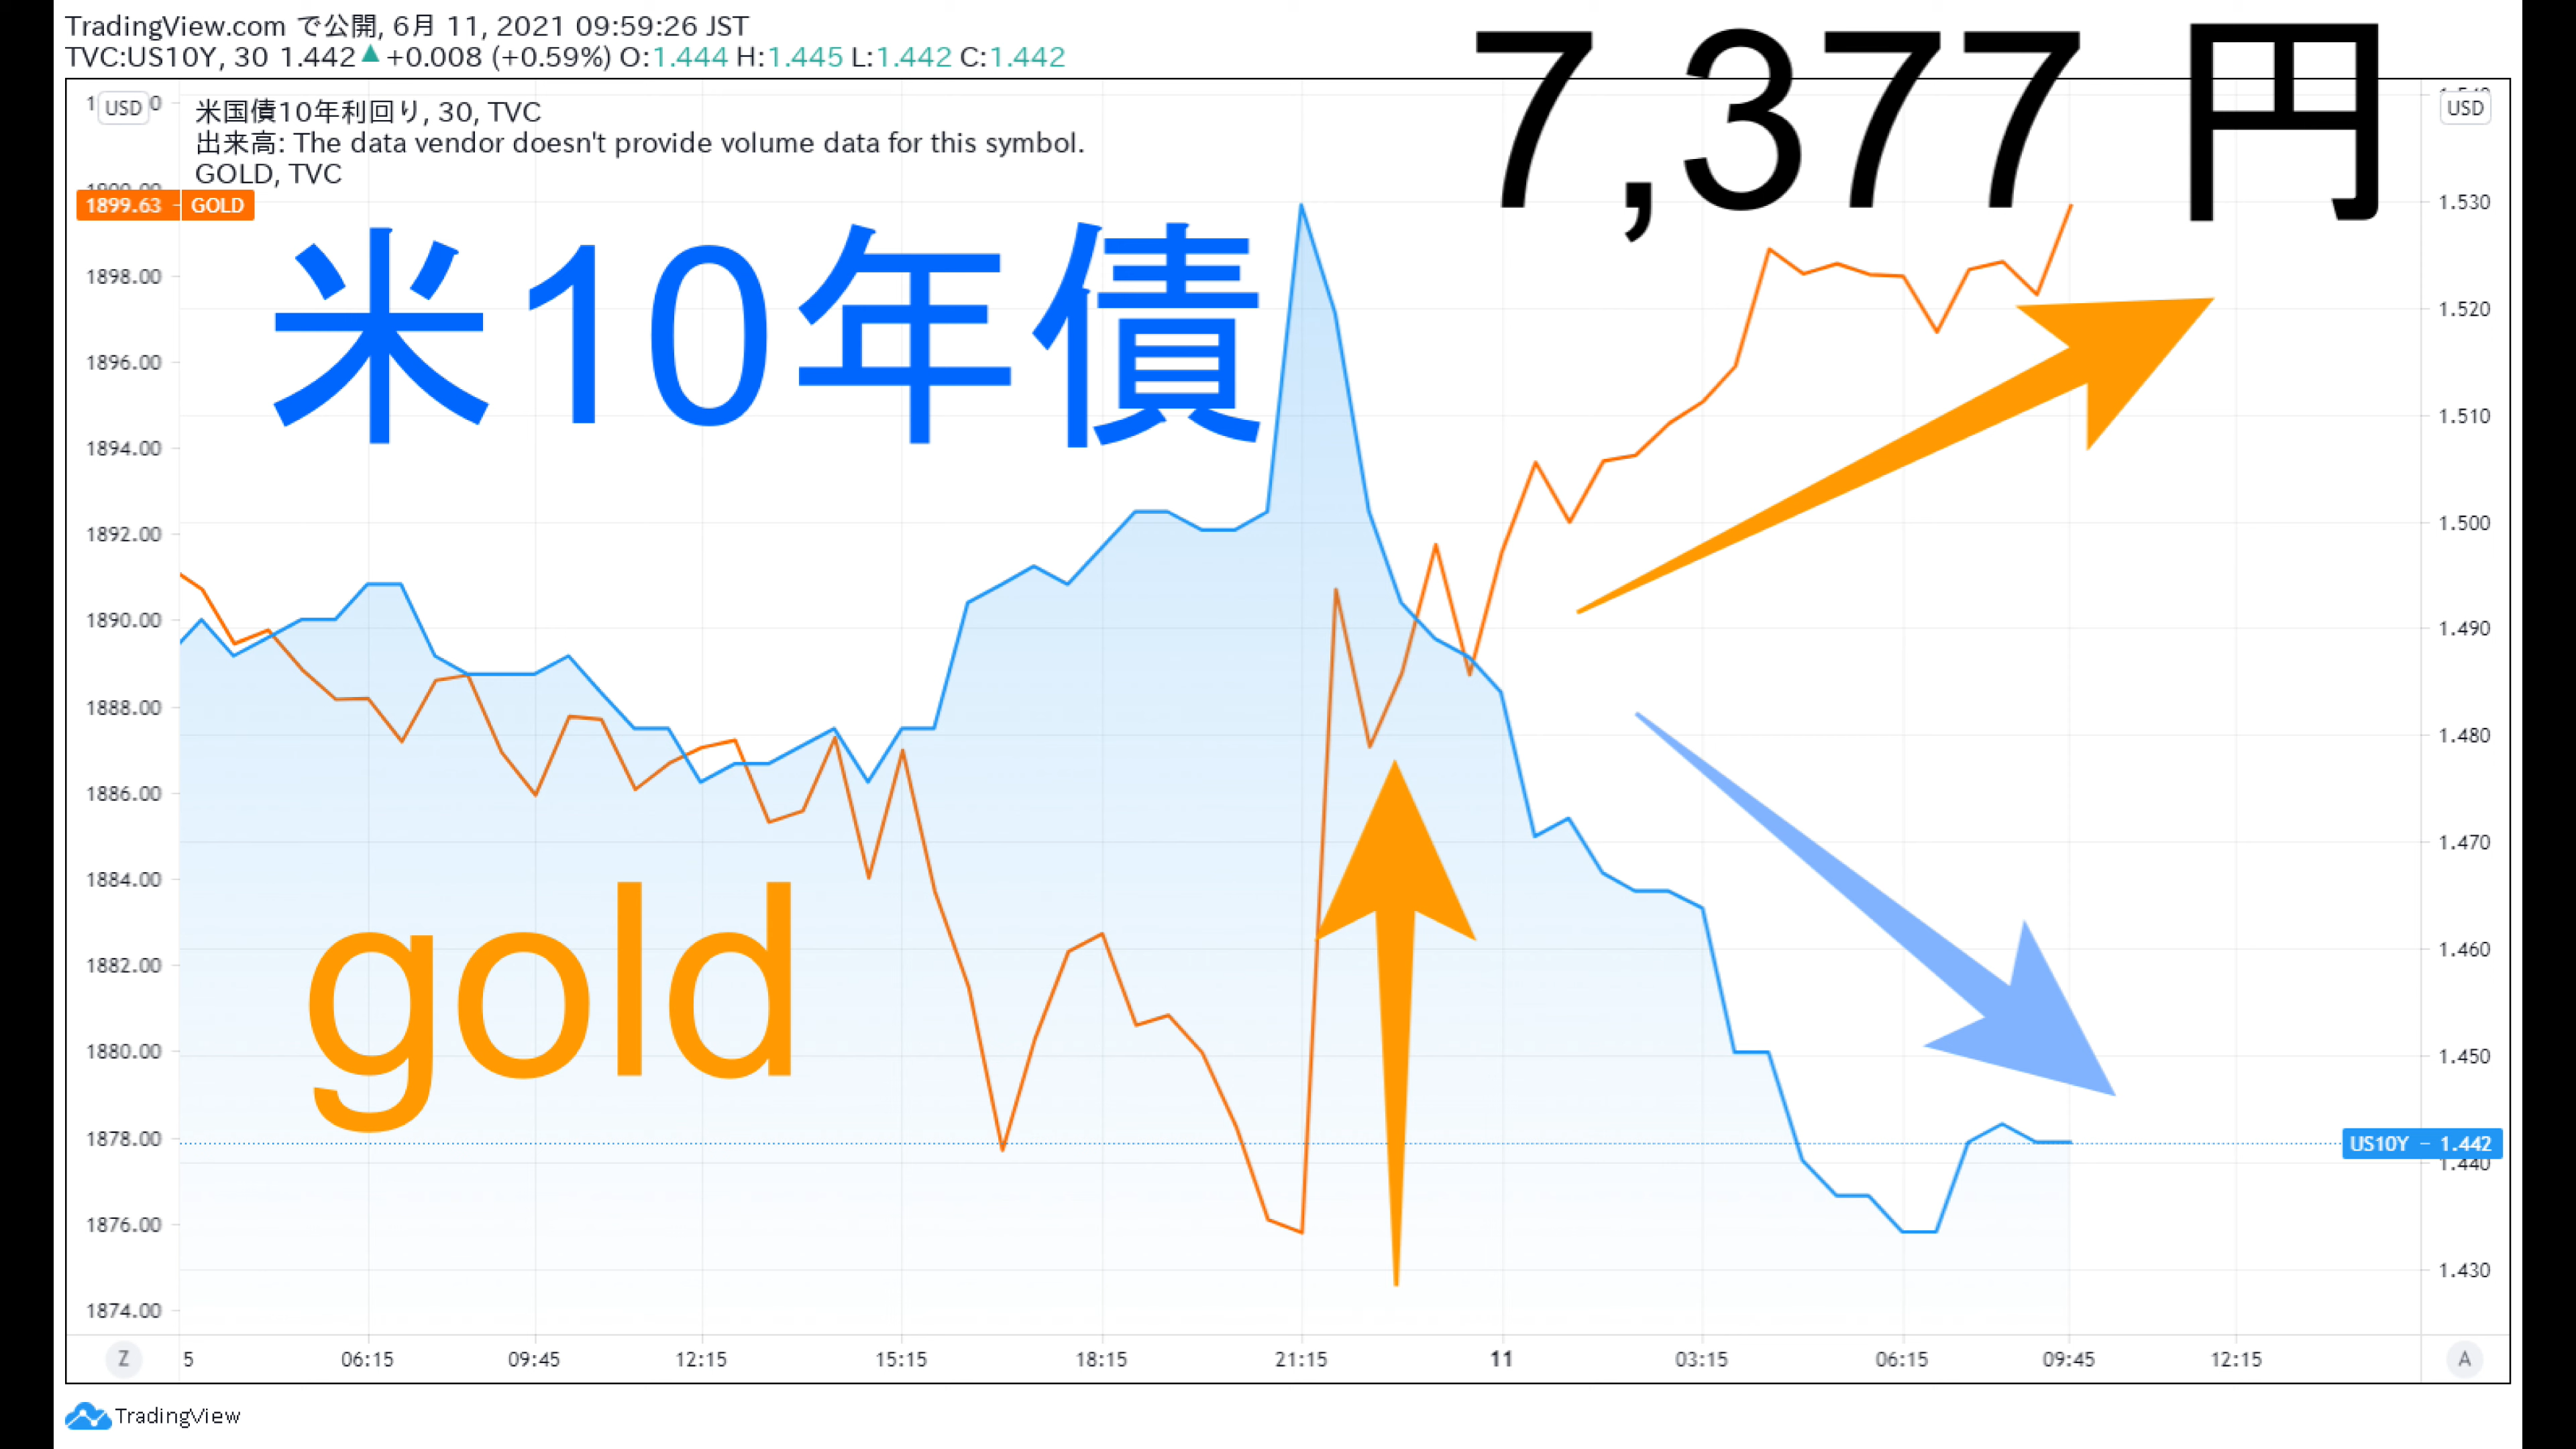 TradingView.com で公開, 6月 11, 2021 09:59:26 JST
TVC:US10Y, 30 1.442▲+0.008 (+0.59%) O:1.444 H:1.445 L:1.442 C:1.442
7,377 円
USD
USD
米国債10年利回り, 30, TVC
出来高: The data vendor doesn't provide volume data for this symbol.
GOLD, TVC
1899.63 GOLD
米10年債
gold
1898.00
1896.00
1894.00
1892.00
1890.00
1888.00
1886.00
1884.00
1882.00
1880.00
1878.00
1876.00
1874.00
1.530
1.520
1.510
1.500
1.490
1.480
1.470
1.460
1.450
US10Y 1.442
1.440
1.430
Z 5 06:15 09:45 12:15 15:15 18:15 21:15 11 03:15 06:15 09:45 12:15 A
TradingView